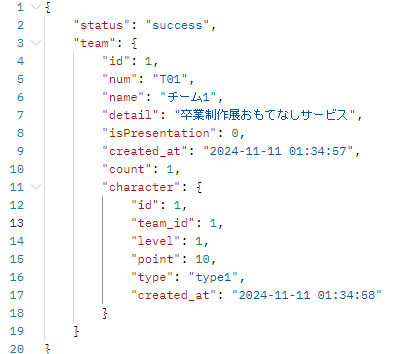 1 {
2 "status": "success",
3 "team": {
4 "id": 1,
5 "num": "T01",
6 "name": "チーム1",
7 "detail": "卒業制作展おもてなしサービス",
8 "isPresentation": 0,
9 "created_at": "2024-11-11 01:34:57",
10 "count": 1,
11 "character": {
12 "id": 1,
13 "team_id": 1,
14 "level": 1,
15 "point": 10,
16 "type": "type1",
17 "created_at": "2024-11-11 01:34:58"
18 }
19 }
20 }